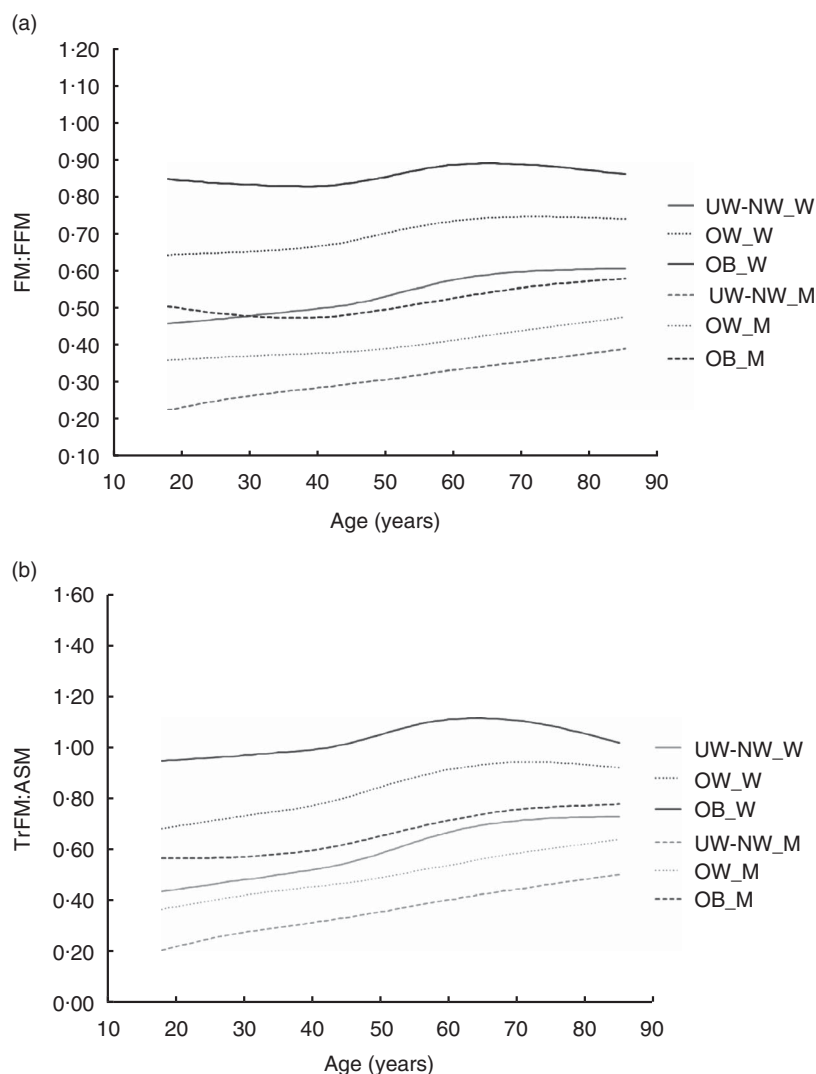 (a)
1·20
1·10
1·00
0·90
0·80
0·70
0·60
0·50
0·40
0·30
0·20
0·10
FM:FFM
10 20 30 40 50 60 70 80 90
Age (years)
UW-NW_W
OW_W
OB_W
UW-NW_M
OW_M
OB_M
(b)
1·60
1·40
1·20
1·00
0·80
0·60
0·40
0·20
0·00
TrFM:ASM
10 20 30 40 50 60 70 80 90
Age (years)
UW-NW_W
OW_W
OB_W
UW-NW_M
OW_M
OB_M